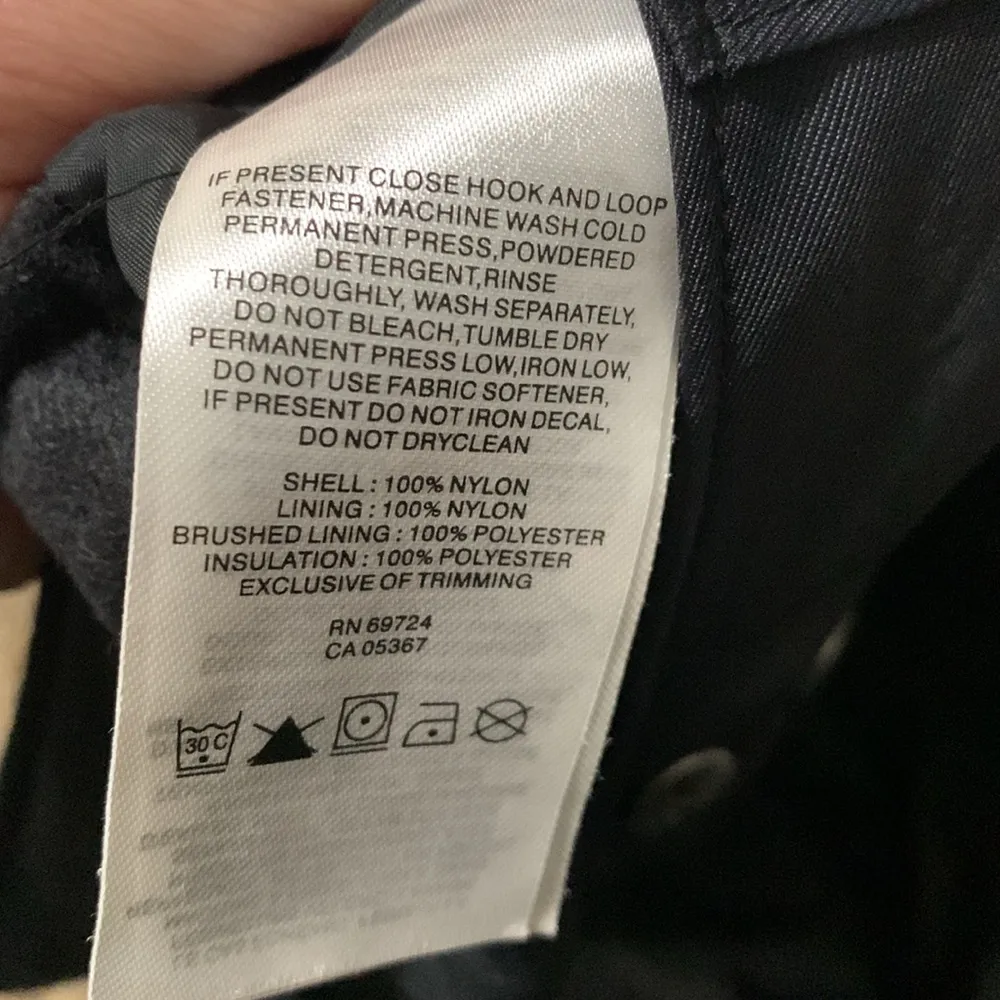 IF PRESENT CLOSE HOOK AND LOOP
FASTENER,MACHINE WASH COLD
PERMANENT PRESS,POWDERED
DETERGENT,RINSE
THOROUGHLY, WASH SEPARATELY,
DO NOT BLEACH,TUMBLE DRY
PERMANENT PRESS LOW,IRON LOW,
DO NOT USE FABRIC SOFTENER,
IF PRESENT DO NOT IRON DECAL,
DO NOT DRYCLEAN
SHELL : 100% NYLON
LINING : 100% NYLON
BRUSHED LINING : 100% POLYESTER
INSULATION : 100% POLYESTER
EXCLUSIVE OF TRIMMING
RN 69724
CA 05367
30 C